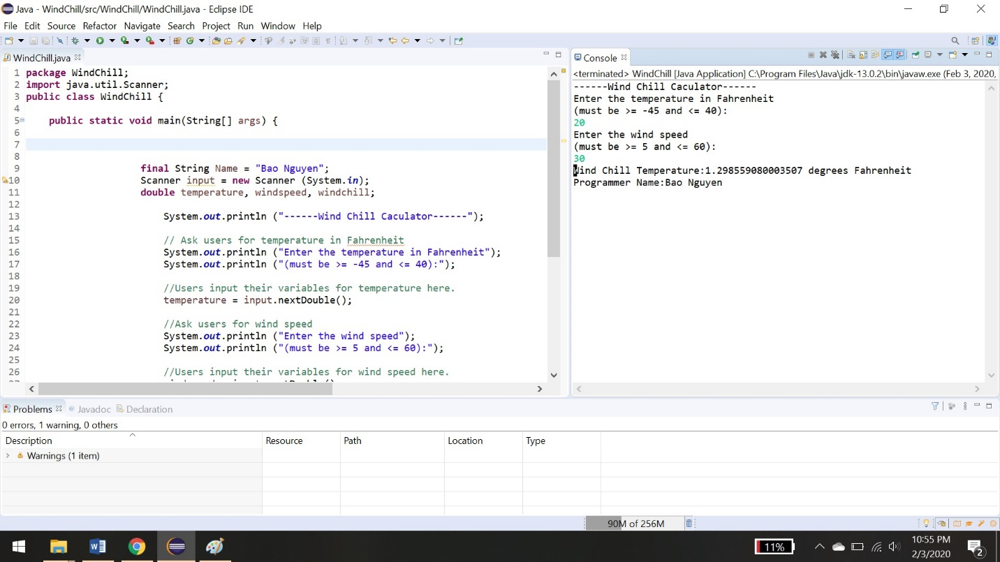 Java - WindChill/src/WindChill/WindChill.java - Eclipse IDE
File Edit Source Refactor Navigate Search Project Run Window Help
WindChill.java
1 package WindChill;
2 import java.util.Scanner;
3 public class WindChill {
4
5 public static void main(String[] args) {
6
7
8
9 final String Name = "Bao Nguyen";
10 Scanner input = new Scanner (System.in);
11 double temperature, windspeed, windchill;
12
13 System.out.println ("------Wind Chill Caculator------");
14
15 // Ask users for temperature in Fahrenheit
16 System.out.println ("Enter the temperature in Fahrenheit");
17 System.out.println ("(must be >= -45 and <= 40):");
18
19 //Users input their variables for temperature here.
20 temperature = input.nextDouble();
21
22 //Ask users for wind speed
23 System.out.println ("Enter the wind speed");
24 System.out.println ("(must be >= 5 and <= 60):");
25
26 //Users input their variables for wind speed here.
Console
<terminated> WindChill [Java Application] C:\Program Files\Java\jdk-13.0.2\bin\javaw.exe (Feb 3, 2020,
------Wind Chill Caculator------
Enter the temperature in Fahrenheit
(must be >= -45 and <= 40):
20
Enter the wind speed
(must be >= 5 and <= 60):
30
Wind Chill Temperature:1.298559080003507 degrees Fahrenheit
Programmer Name:Bao Nguyen
Problems Javadoc Declaration
0 errors, 1 warning, 0 others
Description Resource Path Location Type
Warnings (1 item)
90M of 256M
11%
10:55 PM
2/3/2020
2